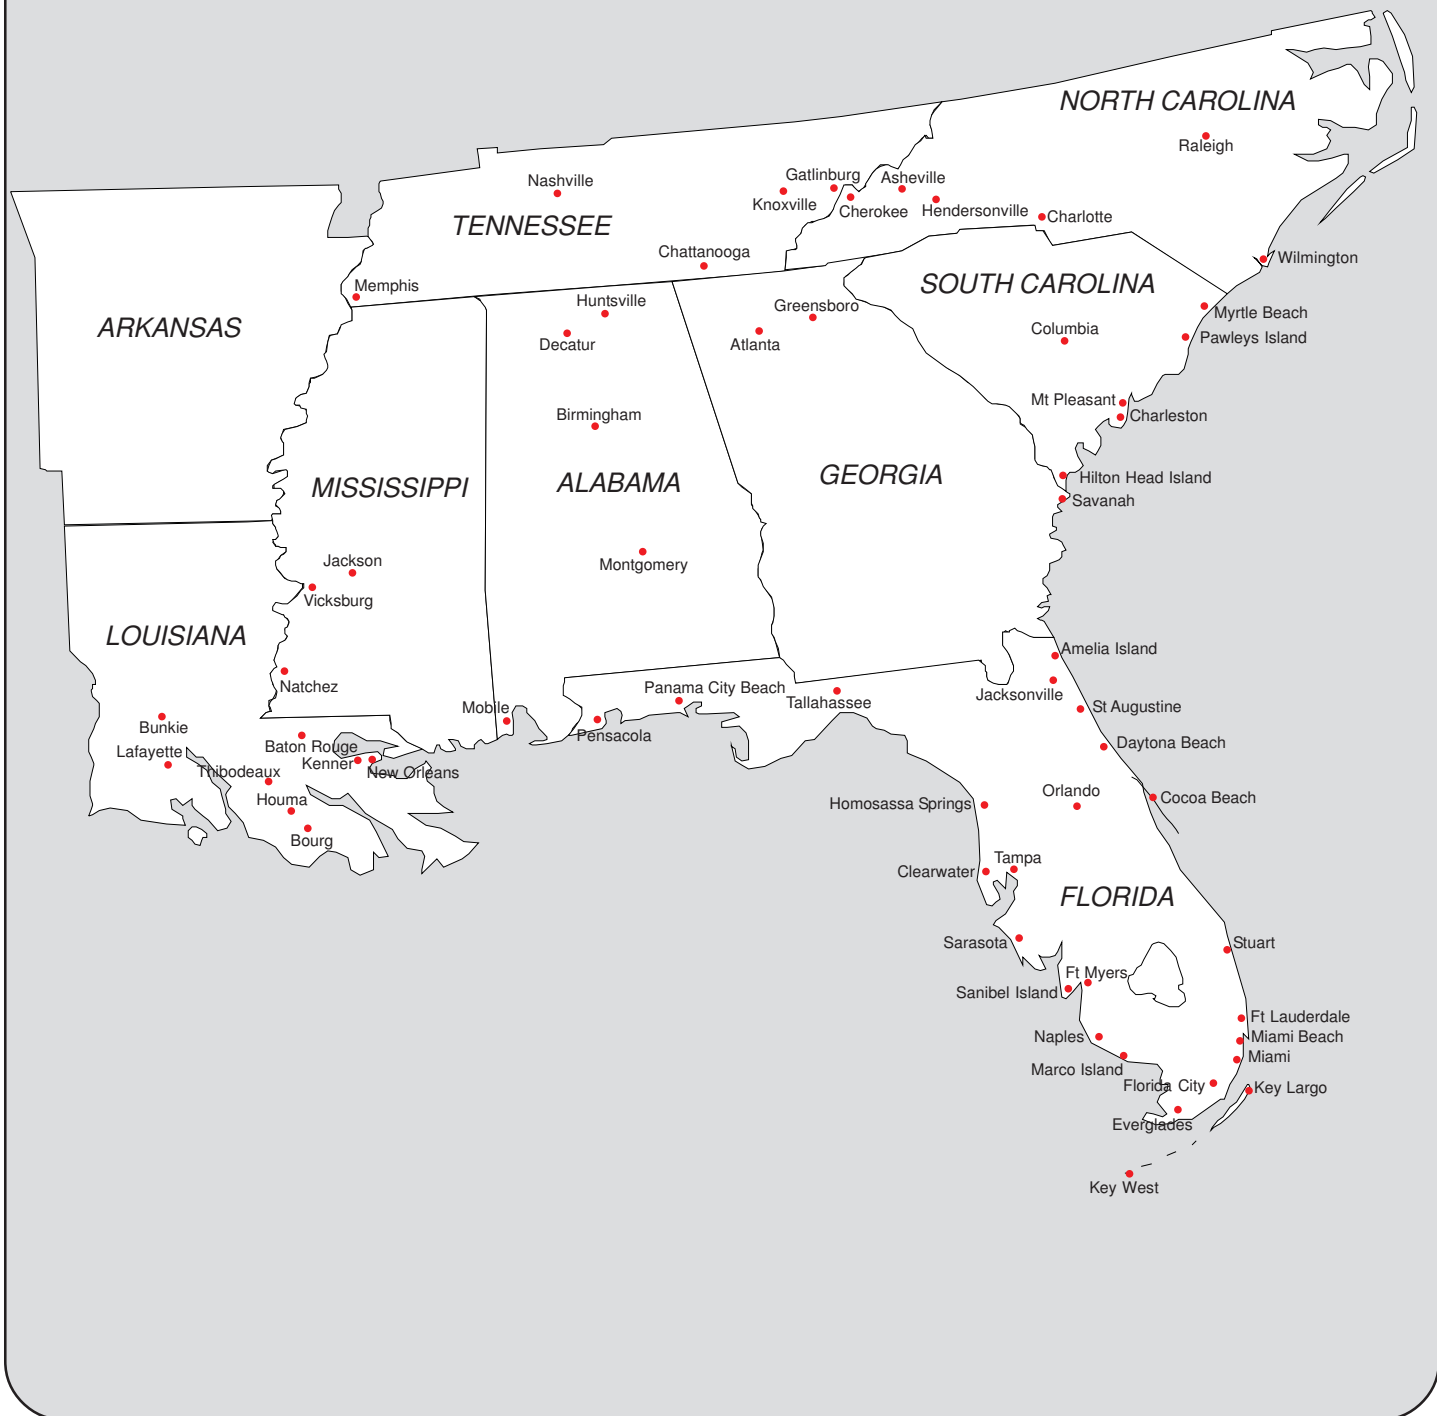 NORTH CAROLINA
Raleigh
Gatlinburg
Asheville
Nashville
Knoxville
Cherokee
Hendersonville
Charlotte
TENNESSEE
Chattanooga
Wilmington
Memphis
SOUTH CAROLINA
Huntsville
Greensboro
Myrtle Beach
ARKANSAS
Columbia
Decatur
Atlanta
Pawleys Island
Mt Pleasant
Birmingham
Charleston
MISSISSIPPI
ALABAMA
GEORGIA
Hilton Head Island
Savanah
Jackson
Montgomery
Vicksburg
LOUISIANA
Amelia Island
Natchez
Panama City Beach
Jacksonville
Tallahassee
Mobile
St Augustine
Bunkie
Pensacola
Baton Rouge
Daytona Beach
Lafayette
Kenner
Thibodeaux
New Orleans
Orlando
Cocoa Beach
Houma
Homosassa Springs
Bourg
Tampa
Clearwater
FLORIDA
Sarasota
Stuart
Ft Myers
Sanibel Island
Ft Lauderdale
Naples
Miami Beach
Miami
Marco Island
Florida City
Key Largo
Everglades
Key West